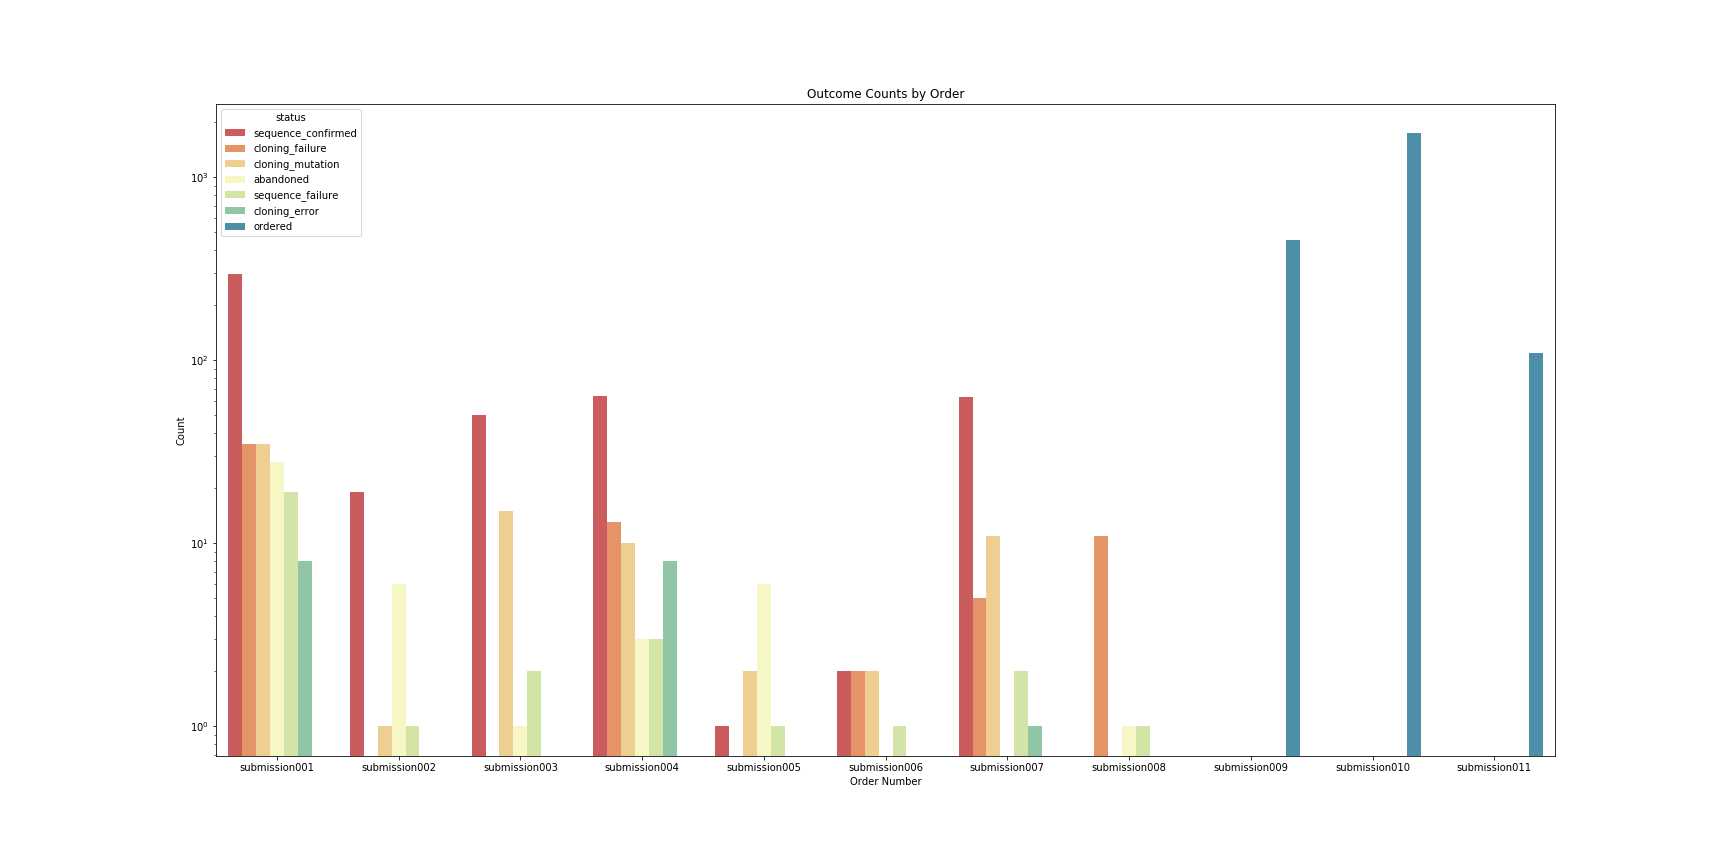 Outcome Counts by Order
status
sequence_confirmed
cloning_failure
cloning_mutation
abandoned
sequence_failure
cloning_error
ordered
Count
10³
10²
10¹
10⁰
submission001 submission002 submission003 submission004 submission005 submission006 submission007 submission008 submission009 submission010 submission011
Order Number